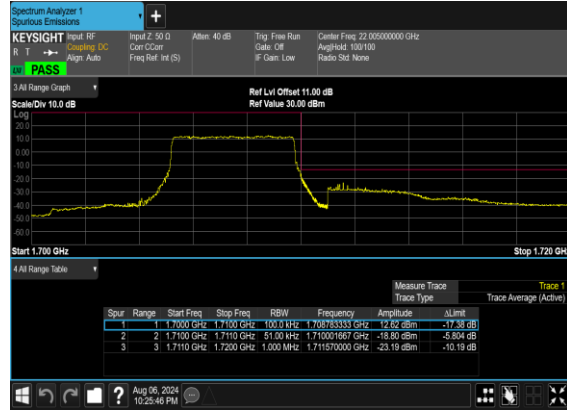 Spectrum Analyzer 1
Spurious Emissions
KEYSIGHT Input: RF Input Z: 50 Ω Atten: 40 dB Trig: Free Run Center Freq: 22.005000000 GHz
R T Coupling: DC Corr CCorr Gate: Off Avg|Hold: 100/100
Align: Auto Freq Ref: Int (S) IF Gain: Low Radio Std: None
PASS
3 All Range Graph
Ref Lvl Offset 11.00 dB
Scale/Div 10.0 dB Ref Value 30.00 dBm
Log
20.0
10.0
0.00
-10.0
-20.0
-30.0
-40.0
-50.0
-60.0
Start 1.700 GHz Stop 1.720 GH
4 All Range Table
Measure Trace Trace 1
Trace Type Trace Average (Active)
Spur Range Start Freq Stop Freq RBW Frequency Amplitude ΔLimit
1 1 1.7000 GHz 1.7100 GHz 100.0 kHz 1.708783333 GHz 12.62 dBm -17.38 dB
2 2 1.7100 GHz 1.7110 GHz 51.00 kHz 1.710001667 GHz -18.80 dBm -5.804 dB
3 3 1.7110 GHz 1.7200 GHz 1.000 MHz 1.711570000 GHz -23.19 dBm -10.19 dB
? Aug 06, 2024
10:25:46 PM